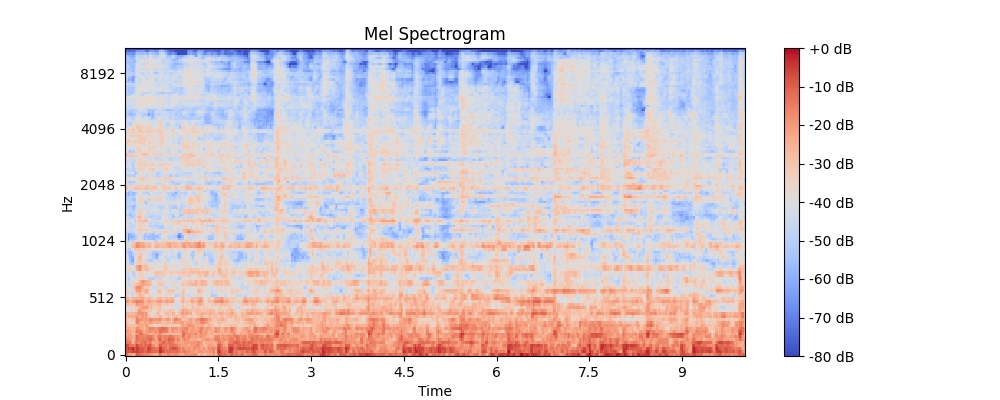 Mel Spectrogram
Hz
8192
4096
2048
1024
512
0
0 1.5 3 4.5 6 7.5 9
Time
+0 dB
-10 dB
-20 dB
-30 dB
-40 dB
-50 dB
-60 dB
-70 dB
-80 dB